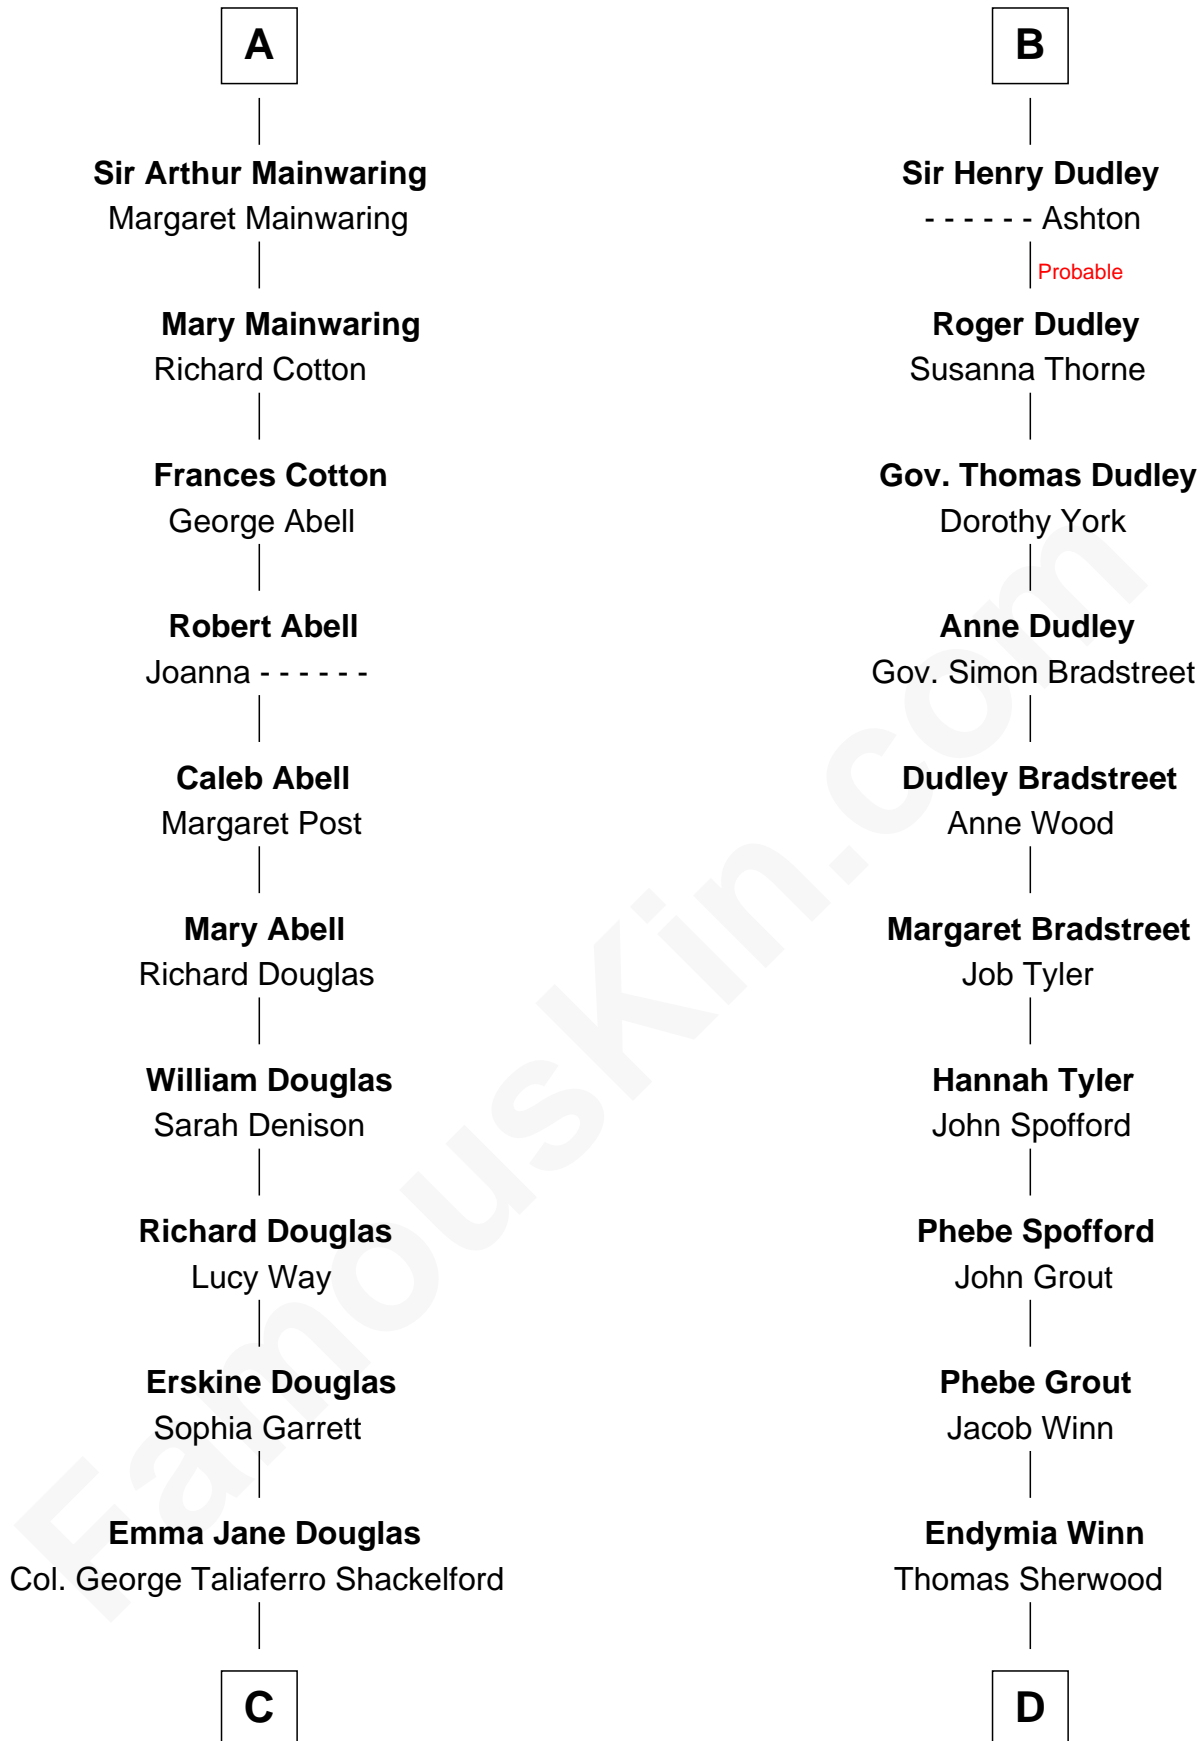 A
Sir Arthur Mainwaring
Margaret Mainwaring
Mary Mainwaring
Richard Cotton
Frances Cotton
George Abell
Robert Abell
Joanna - - - - - -
Caleb Abell
Margaret Post
Mary Abell
Richard Douglas
William Douglas
Sarah Denison
Richard Douglas
Lucy Way
Erskine Douglas
Sophia Garrett
Emma Jane Douglas
Col. George Taliaferro Shackelford
C
B
Sir Henry Dudley
- - - - - - Ashton
Probable
Roger Dudley
Susanna Thorne
Gov. Thomas Dudley
Dorothy York
Anne Dudley
Gov. Simon Bradstreet
Dudley Bradstreet
Anne Wood
Margaret Bradstreet
Job Tyler
Hannah Tyler
John Spofford
Phebe Spofford
John Grout
Phebe Grout
Jacob Winn
Endymia Winn
Thomas Sherwood
D
FamousKin.com